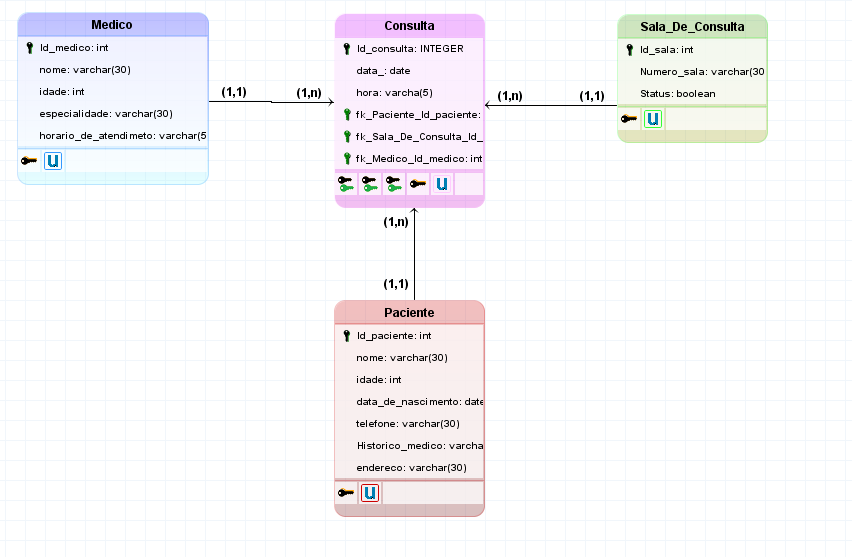 Medico
Id_medico: int
nome: varchar(30)
idade: int
especialidade: varchar(30)
horario_de_atendimeto: varchar(5
(1,1)
(1,n)
Consulta
Id_consulta: INTEGER
data_: date
hora: varcha(5)
fk_Paciente_Id_paciente:
fk_Sala_De_Consulta_Id_
fk_Medico_Id_medico: int
(1,n)
(1,1)
Sala_De_Consulta
Id_sala: int
Numero_sala: varchar(30
Status: boolean
(1,n)
(1,1)
Paciente
Id_paciente: int
nome: varchar(30)
idade: int
data_de_nascimento: date
telefone: varchar(30)
Historico_medico: varcha
endereco: varchar(30)